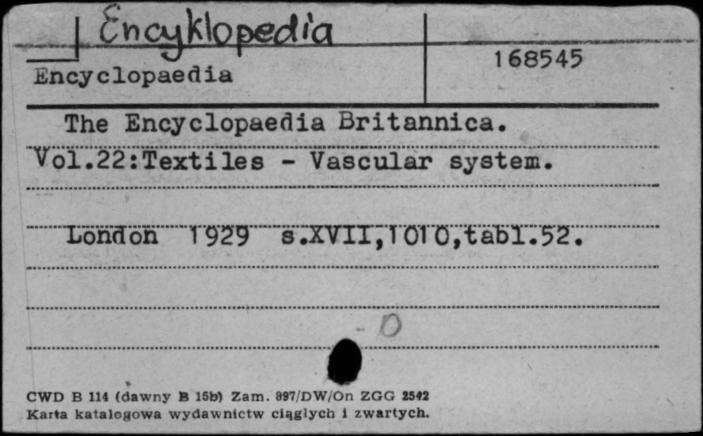 Encyklopedia
168545
Encyclopaedia
The Encyclopaedia Britannica.
Vol.22:Textiles - Vascular system.
London 1929 s.XVII,1010,tabl.52.
- 0
CWD B 114 (dawny B 15b) Zam. 897/DW/On ZGG 2542
Karta katalogowa wydawnictw ciągłych i zwartych.